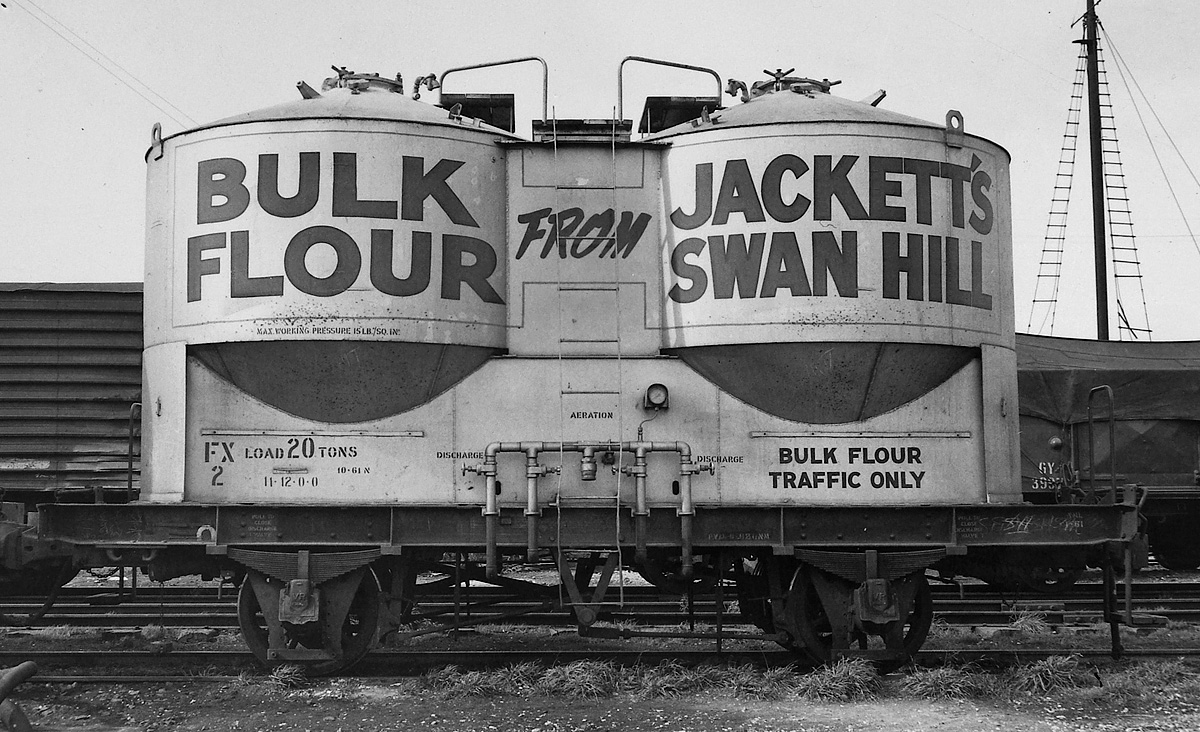 BULK
FLOUR
FROM
JACKETT'S
SWAN HILL
MAX. WORKING PRESSURE 15 LB./SQ. IN.
AERATION
DISCHARGE
DISCHARGE
FX
2
LOAD 20 TONS
10-61 N
11-12-0-0
BULK FLOUR
TRAFFIC ONLY
GY